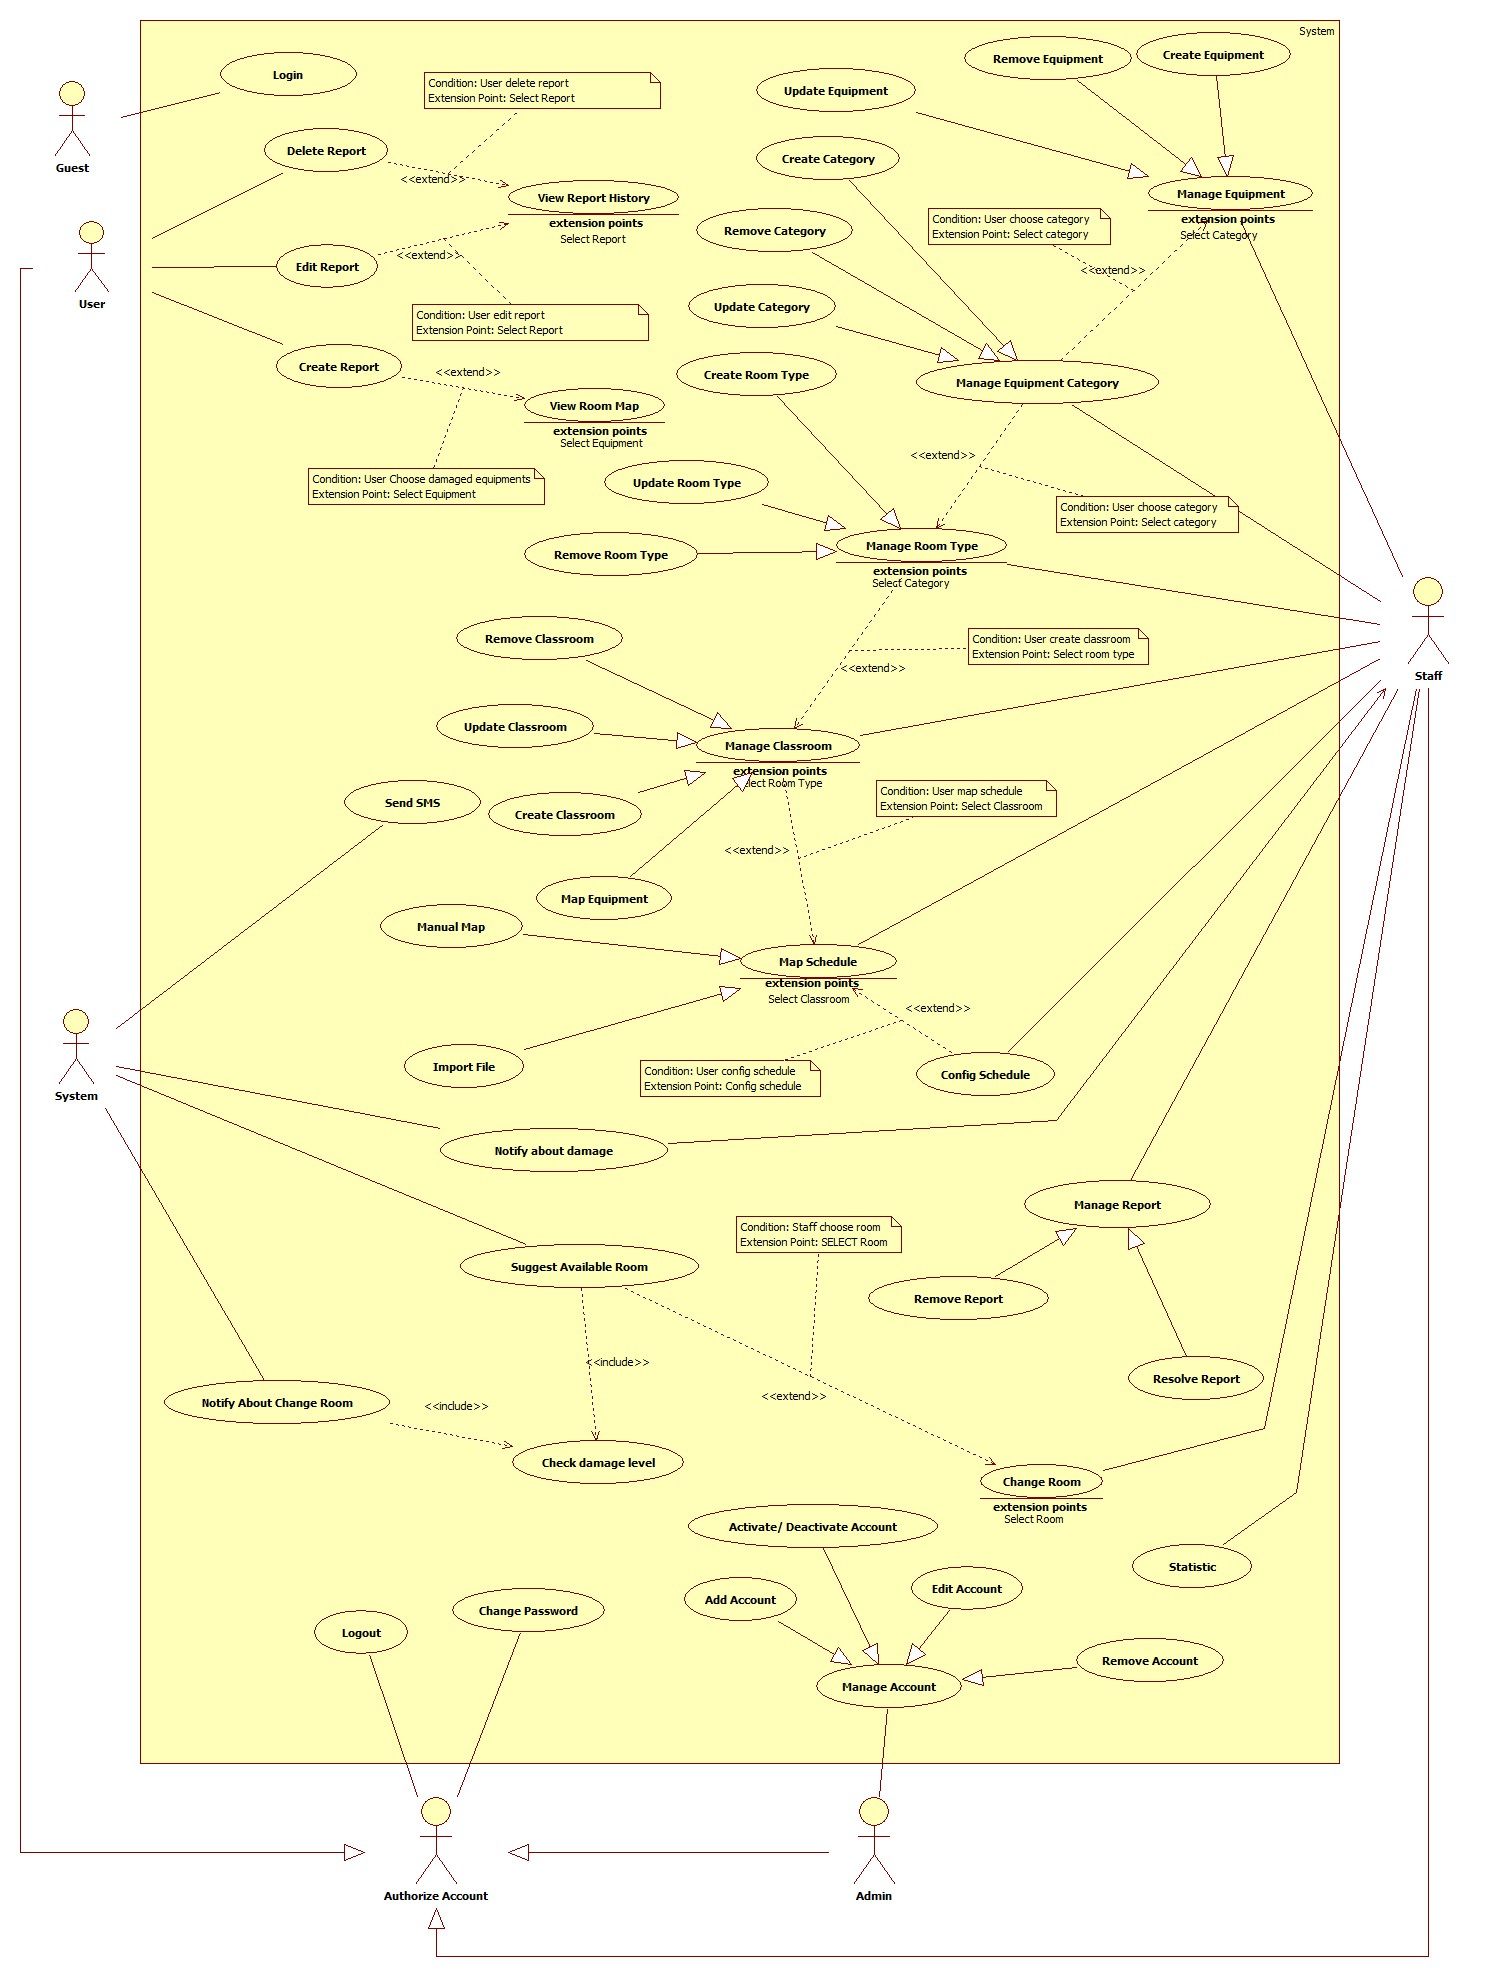 System
Login
Guest
Condition: User delete report
Extension Point: Select Report
Remove Equipment
Create Equipment
Update Equipment
Delete Report
<<extend>>
Create Category
View Report History
extension points
Select Report
Manage Equipment
extension points
Select Category
Condition: User choose category
Extension Point: Select category
Remove Category
User
Edit Report
<<extend>>
<<extend>>
Condition: User edit report
Extension Point: Select Report
Update Category
Create Report
<<extend>>
View Room Map
extension points
Select Equipment
Create Room Type
Manage Equipment Category
Condition: User Choose damaged equipments
Extension Point: Select Equipment
<<extend>>
Update Room Type
Condition: User choose category
Extension Point: Select category
Remove Room Type
Manage Room Type
extension points
Select Category
Remove Classroom
Condition: User create classroom
Extension Point: Select room type
<<extend>>
Staff
Update Classroom
Manage Classroom
extension points
Select Room Type
Send SMS
Create Classroom
Condition: User map schedule
Extension Point: Select Classroom
<<extend>>
Map Equipment
Manual Map
Map Schedule
extension points
Select Classroom
<<extend>>
System
Import File
Condition: User config schedule
Extension Point: Config schedule
Config Schedule
Notify about damage
Manage Report
Condition: Staff choose room
Extension Point: SELECT Room
Suggest Available Room
Remove Report
<<include>>
Resolve Report
Notify About Change Room
<<include>>
<<extend>>
Check damage level
Change Room
extension points
Select Room
Activate/ Deactivate Account
Statistic
Add Account
Edit Account
Change Password
Logout
Remove Account
Manage Account
Authorize Account
Admin